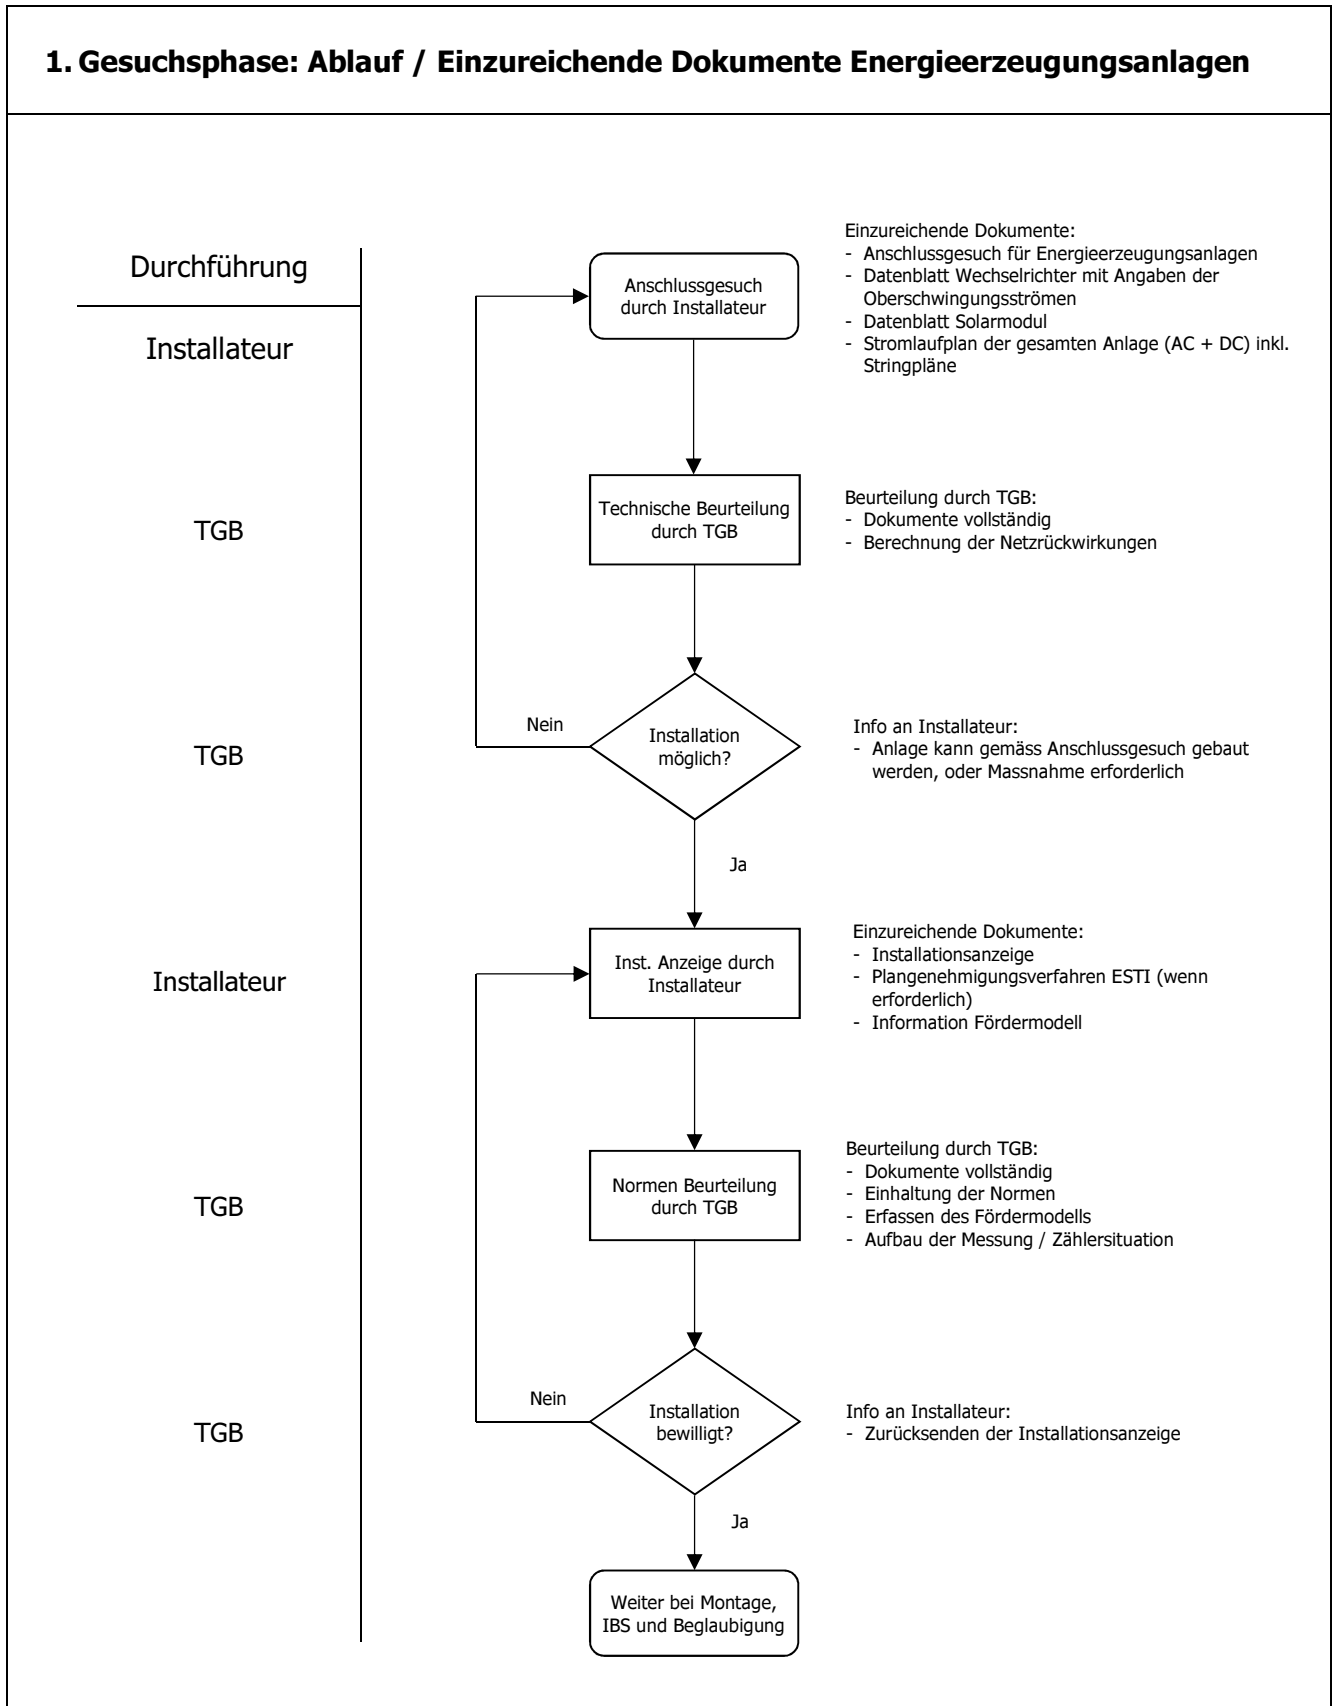 1. Gesuchsphase: Ablauf / Einzureichende Dokumente Energieerzeugungsanlagen
Durchführung
Installateur
Anschlussgesuch
durch Installateur
Einzureichende Dokumente:
- Anschlussgesuch für Energieerzeugungsanlagen
- Datenblatt Wechselrichter mit Angaben der
Oberschwingungsströmen
- Datenblatt Solarmodul
- Stromlaufplan der gesamten Anlage (AC + DC) inkl.
Stringpläne
TGB
Technische Beurteilung
durch TGB
Beurteilung durch TGB:
- Dokumente vollständig
- Berechnung der Netzrückwirkungen
TGB
Nein
Installation
möglich?
Info an Installateur:
- Anlage kann gemäss Anschlussgesuch gebaut
werden, oder Massnahme erforderlich
Ja
Installateur
Inst. Anzeige durch
Installateur
Einzureichende Dokumente:
- Installationsanzeige
- Plangenehmigungsverfahren ESTI (wenn
erforderlich)
- Information Fördermodell
TGB
Normen Beurteilung
durch TGB
Beurteilung durch TGB:
- Dokumente vollständig
- Einhaltung der Normen
- Erfassen des Fördermodells
- Aufbau der Messung / Zählersituation
TGB
Nein
Installation
bewilligt?
Info an Installateur:
- Zurücksenden der Installationsanzeige
Ja
Weiter bei Montage,
IBS und Beglaubigung